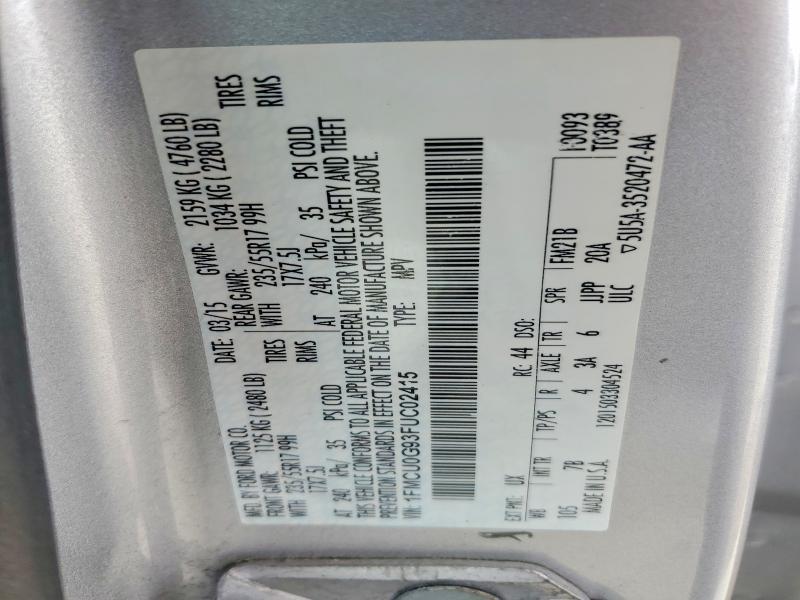 MFD. BY FORD MOTOR CO.
DATE: 03/15 GVWR: 2159 KG ( 4760 LB)
FRONT GAWR: 1125 KG ( 2480 LB) REAR GAWR: 1034 KG ( 2280 LB)
WITH 235/55R17 99H TIRES WITH 235/55R17 99H TIRES
17X7.5J RIMS 17X7.5J RIMS
AT 240 kPa/ 35 PSI COLD AT 240 kPa/ 35 PSI COLD
THIS VEHICLE CONFORMS TO ALL APPLICABLE FEDERAL MOTOR VEHICLE SAFETY AND THEFT
PREVENTION STANDARDS IN EFFECT ON THE DATE OF MANUFACTURE SHOWN ABOVE.
VIN: 1FMCU0G93FUC02415 TYPE: MPV
EXT PNT: UX RC: 44 DSO: 10093
WB INT TR TP/PS R AXLE TR SPR FM21B T0389
105 7B 4 3A 6 JJPP 20A
MADE IN U.S.A. 1201503304524 ULC 5U5A-3520472-AA